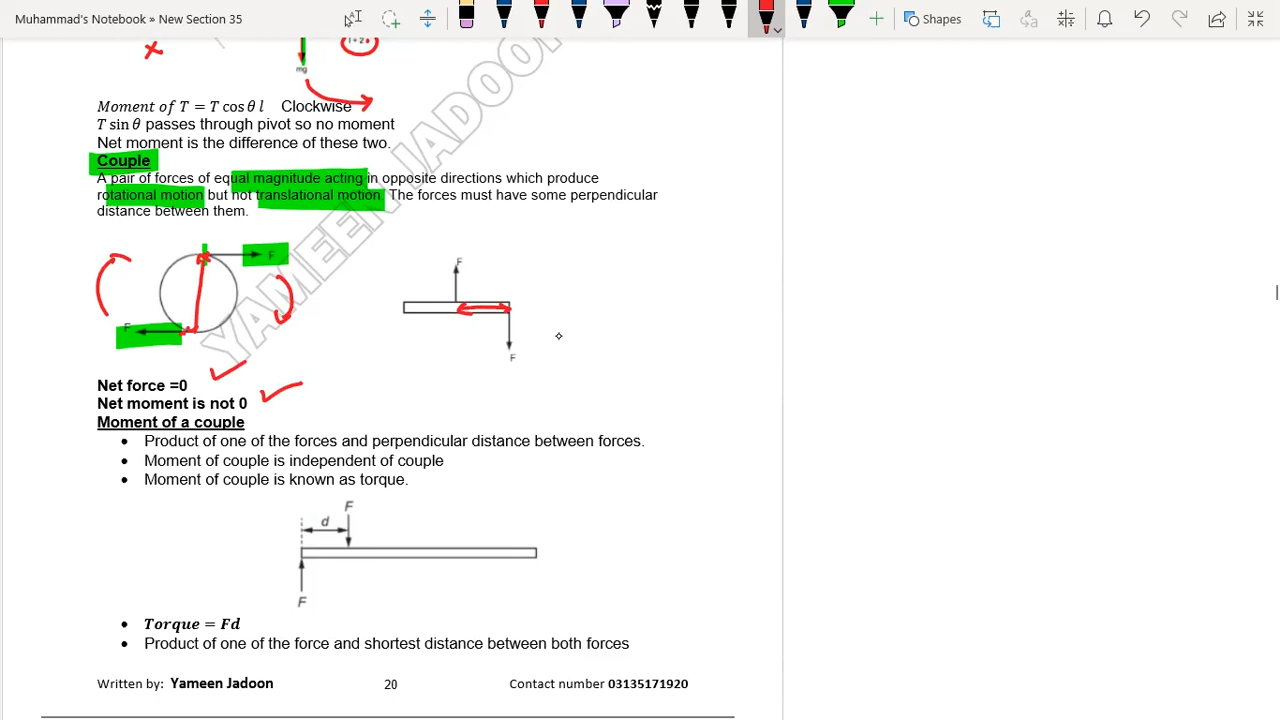 Muhammad's Notebook » New Section 35
Shapes
1+2
mg
Moment of T = T cos θ l Clockwise
T sin θ passes through pivot so no moment
Net moment is the difference of these two.
Couple
A pair of forces of equal magnitude acting in opposite directions which produce
rotational motion but not translational motion. The forces must have some perpendicular
distance between them.
F
F
F
F
YAMEEN JADOON
Net force =0
Net moment is not 0
Moment of a couple
• Product of one of the forces and perpendicular distance between forces.
• Moment of couple is independent of couple
• Moment of couple is known as torque.
F
d
F
• Torque = Fd
• Product of one of the force and shortest distance between both forces
Written by: Yameen Jadoon 20 Contact number 03135171920